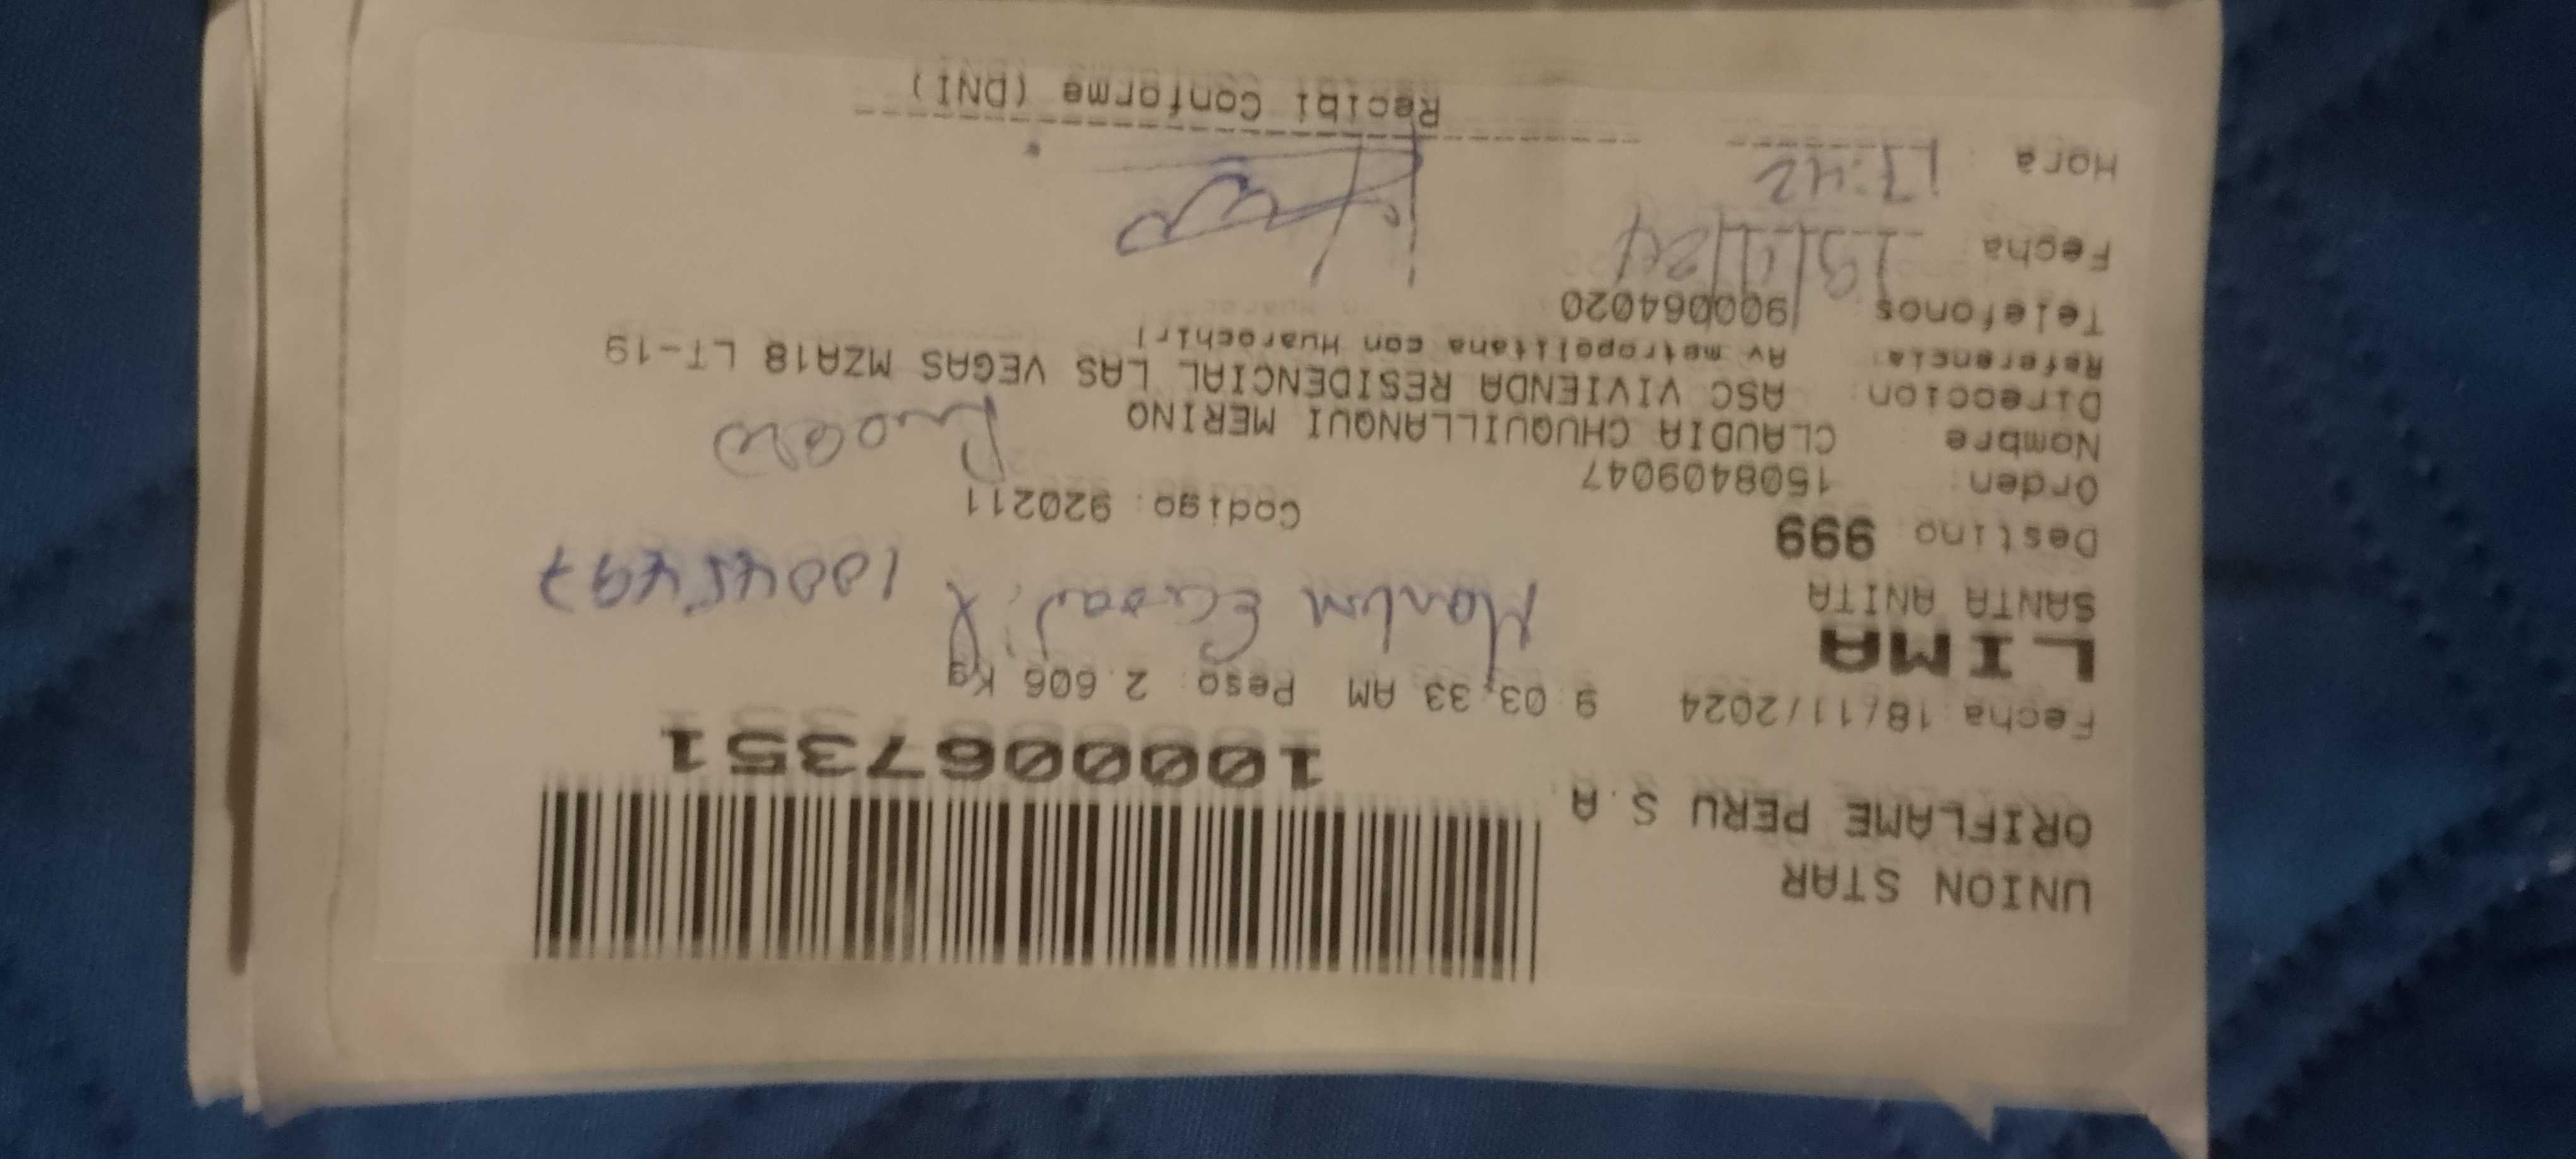 UNION STAR
ORIFLAME PERU S.A.
1000067351
Fecha: 18/11/2024 9:03:33 AM Peso: 2.606 Kg
LIMA
SANTA ANITA
Destino: 999 Codigo: 920211
Orden: 1508409047
Nombre : CLAUDIA CHUQUILLANQUI MERINO
Direccion: ASC VIVIENDA RESIDENCIAL LAS VEGAS MZA18 LT-19
Referencia: Av metropolitana con Huarochiri
Telefonos 900064020
Fecha :
Hora : 17:42
Recibi Conforme (DNI)